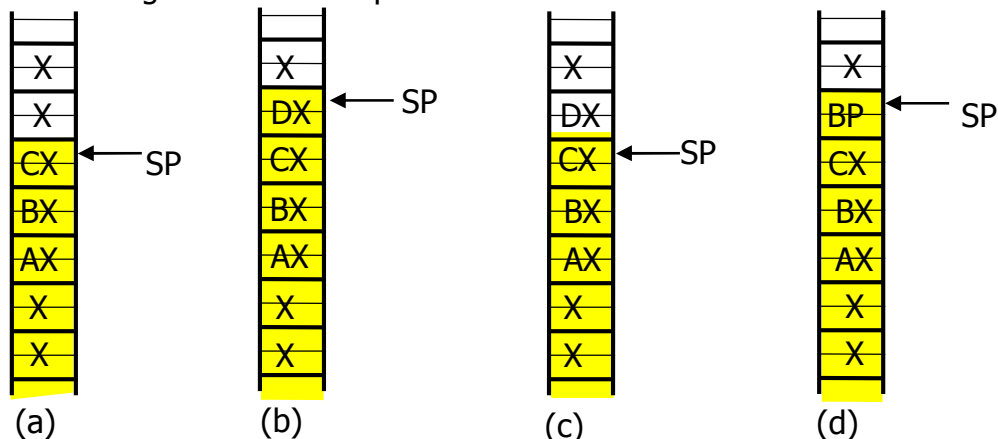 X X X X
X DX DX BP
SP SP SP SP
CX CX CX CX
BX BX BX BX
AX AX AX AX
X X X X
X X X X
(a) (b) (c) (d)